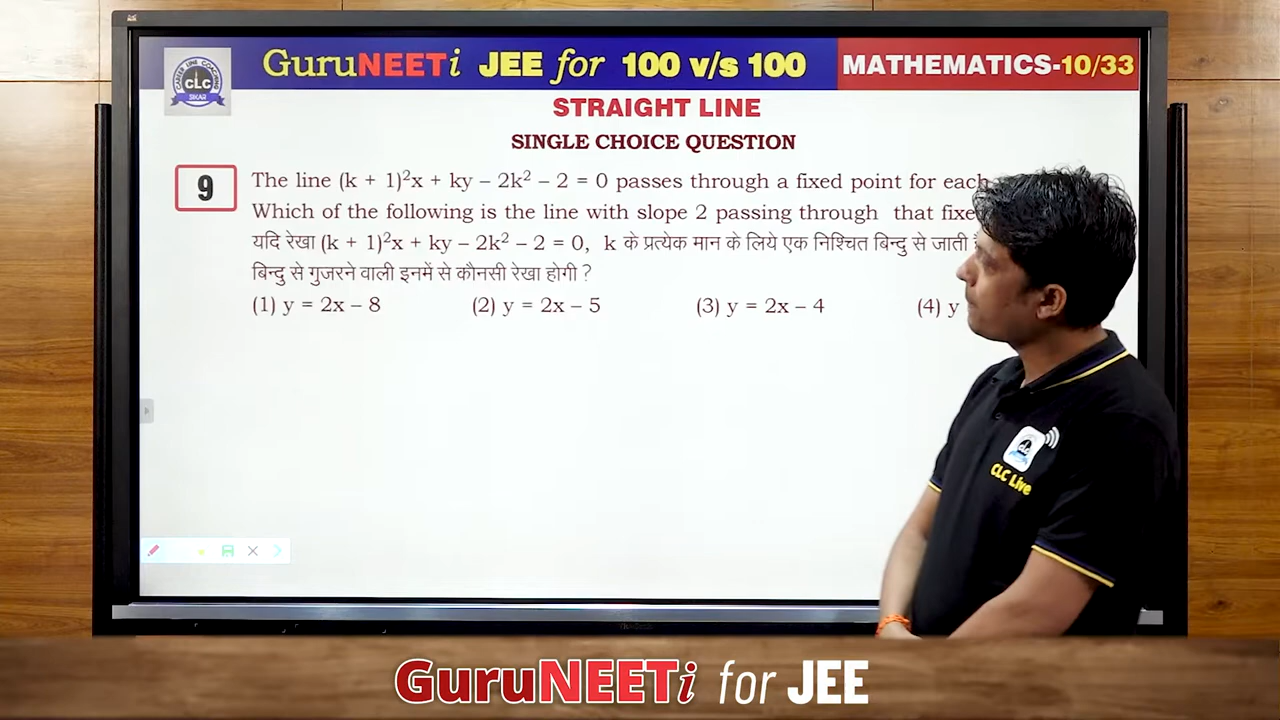 GuruNEETi JEE for 100 v/s 100
MATHEMATICS-10/33
CLC
SIKAR
STRAIGHT LINE
SINGLE CHOICE QUESTION
9
The line (k + 1)²x + ky – 2k² – 2 = 0 passes through a fixed point for each
Which of the following is the line with slope 2 passing through that fixe
यदि रेखा (k + 1)²x + ky – 2k² – 2 = 0, k के प्रत्येक मान के लिये एक निश्चित बिन्दु से जाती
बिन्दु से गुजरने वाली इनमें से कौनसी रेखा होगी ?
(1) y = 2x – 8 (2) y = 2x – 5 (3) y = 2x – 4 (4) y
CLC Live
GuruNEETi for JEE